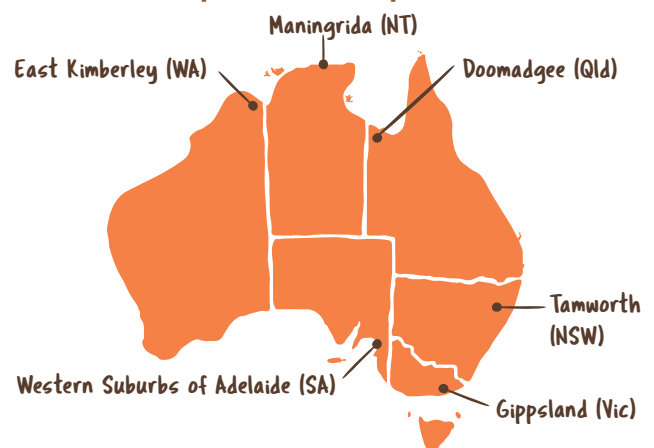 Maningrida (NT)
East Kimberley (WA)
Doomadgee (Qld)
Tamworth
(NSW)
Western Suburbs of Adelaide (SA)
Gippsland (Vic)